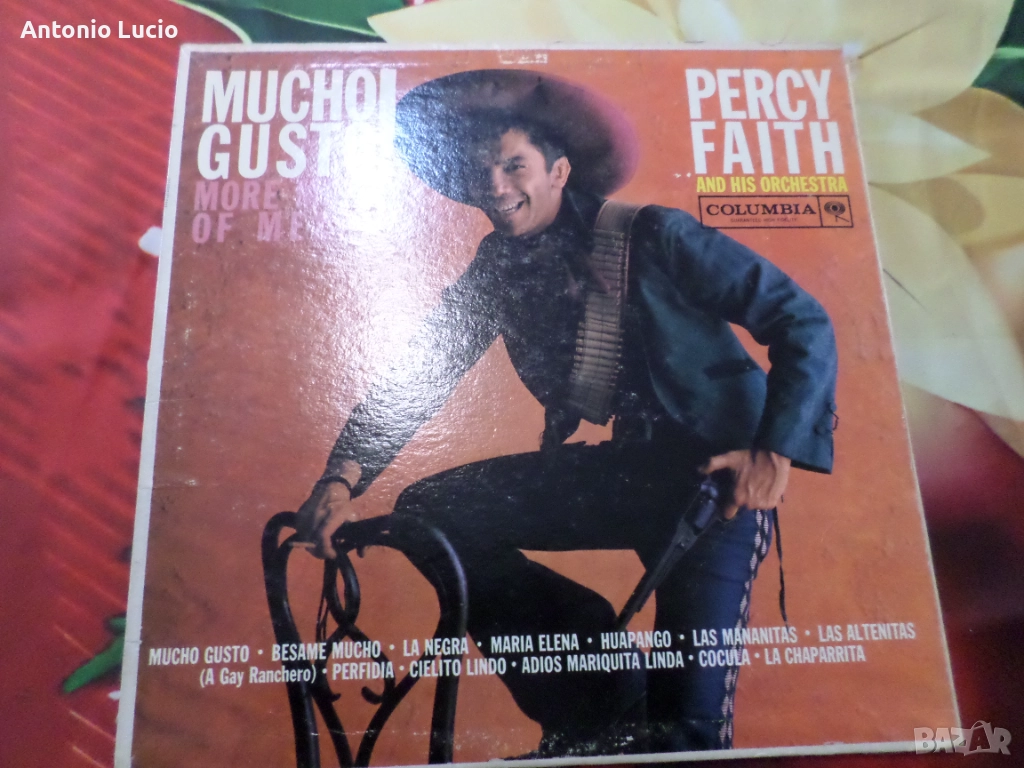 Antonio Lucio
MUCHO
GUSTO
MORE
OF
PERCY
FAITH
AND HIS ORCHESTRA
COLUMBIA
MUCHO GUSTO • BESAME MUCHO • LA NEGRA • MARIA ELENA • HUAPANGO • LAS MANANITAS • LAS ALTENITAS
(A Gay Ranchero) • PERFIDIA • CIELITO LINDO • ADIOS MARIQUITA LINDA • COCULA • LA CHAPARRITA
BAZAR